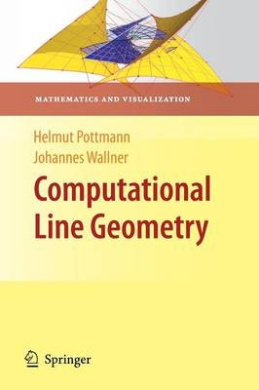 MATHEMATICS AND VISUALIZATION
Helmut Pottmann
Johannes Wallner
Computational
Line Geometry
Springer